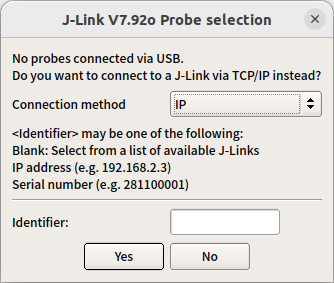 J-Link V7.92o Probe selection
No probes connected via USB.
Do you want to connect to a J-Link via TCP/IP instead?
Connection method
IP
<Identifier> may be one of the following:
Blank: Select from a list of available J-Links
IP address (e.g. 192.168.2.3)
Serial number (e.g. 281100001)
Identifier:
Yes
No